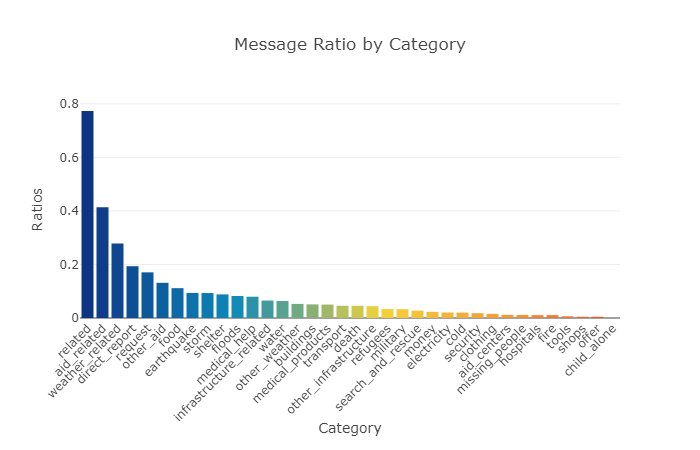 Message Ratio by Category
0.8
0.6
0.4
0.2
0
Ratios
related
aid_related
weather_related
direct_report
request
other_aid
food
earthquake
storm
shelter
floods
medical_help
infrastructure_related
water
other_weather
buildings
medical_products
transport
death
other_infrastructure
refugees
military
search_and_rescue
money
electricity
cold
security
clothing
aid_centers
missing_people
hospitals
fire
tools
shops
offer
child_alone
Category